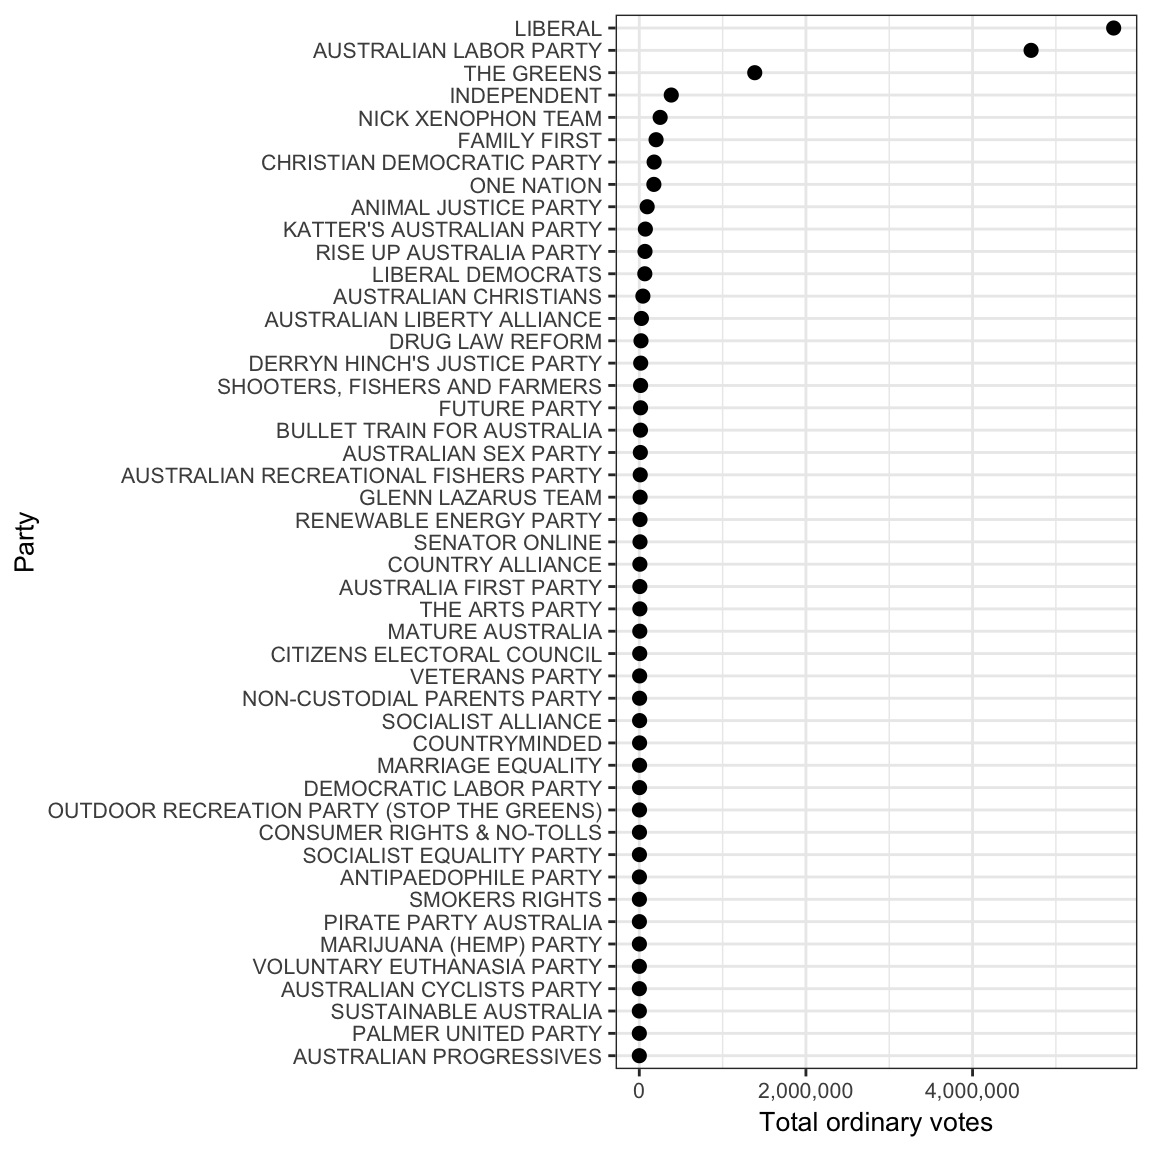 LIBERAL
AUSTRALIAN LABOR PARTY
THE GREENS
INDEPENDENT
NICK XENOPHON TEAM
FAMILY FIRST
CHRISTIAN DEMOCRATIC PARTY
ONE NATION
ANIMAL JUSTICE PARTY
KATTER'S AUSTRALIAN PARTY
RISE UP AUSTRALIA PARTY
LIBERAL DEMOCRATS
AUSTRALIAN CHRISTIANS
AUSTRALIAN LIBERTY ALLIANCE
DRUG LAW REFORM
DERRYN HINCH'S JUSTICE PARTY
SHOOTERS, FISHERS AND FARMERS
FUTURE PARTY
BULLET TRAIN FOR AUSTRALIA
AUSTRALIAN SEX PARTY
AUSTRALIAN RECREATIONAL FISHERS PARTY
GLENN LAZARUS TEAM
RENEWABLE ENERGY PARTY
SENATOR ONLINE
COUNTRY ALLIANCE
AUSTRALIA FIRST PARTY
THE ARTS PARTY
MATURE AUSTRALIA
CITIZENS ELECTORAL COUNCIL
VETERANS PARTY
NON-CUSTODIAL PARENTS PARTY
SOCIALIST ALLIANCE
COUNTRYMINDED
MARRIAGE EQUALITY
DEMOCRATIC LABOR PARTY
OUTDOOR RECREATION PARTY (STOP THE GREENS)
CONSUMER RIGHTS & NO-TOLLS
SOCIALIST EQUALITY PARTY
ANTIPAEDOPHILE PARTY
SMOKERS RIGHTS
PIRATE PARTY AUSTRALIA
MARIJUANA (HEMP) PARTY
VOLUNTARY EUTHANASIA PARTY
AUSTRALIAN CYCLISTS PARTY
SUSTAINABLE AUSTRALIA
PALMER UNITED PARTY
AUSTRALIAN PROGRESSIVES
Party
0 2,000,000 4,000,000
Total ordinary votes